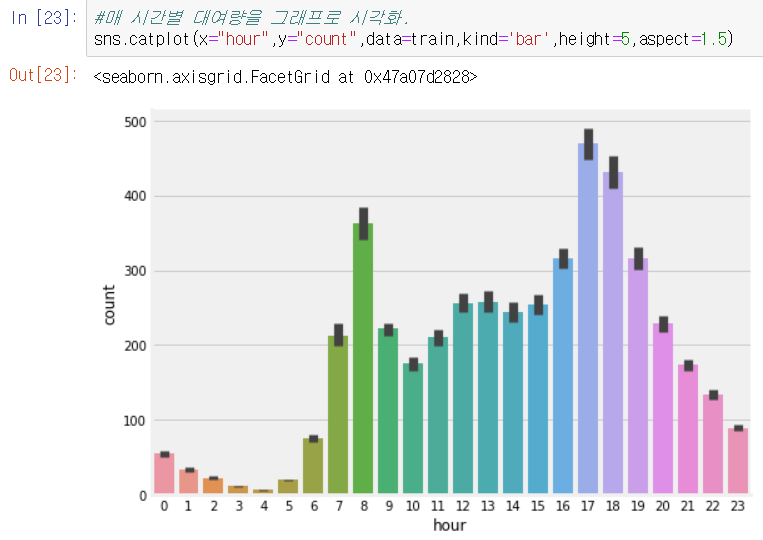 In [23]: #매 시간별 대여량을 그래프로 시각화.
sns.catplot(x="hour",y="count",data=train,kind='bar',height=5,aspect=1.5)
Out[23]: <seaborn.axisgrid.FacetGrid at 0x47a07d2828>
500
400
300
200
100
0
count
0 1 2 3 4 5 6 7 8 9 10 11 12 13 14 15 16 17 18 19 20 21 22 23
hour